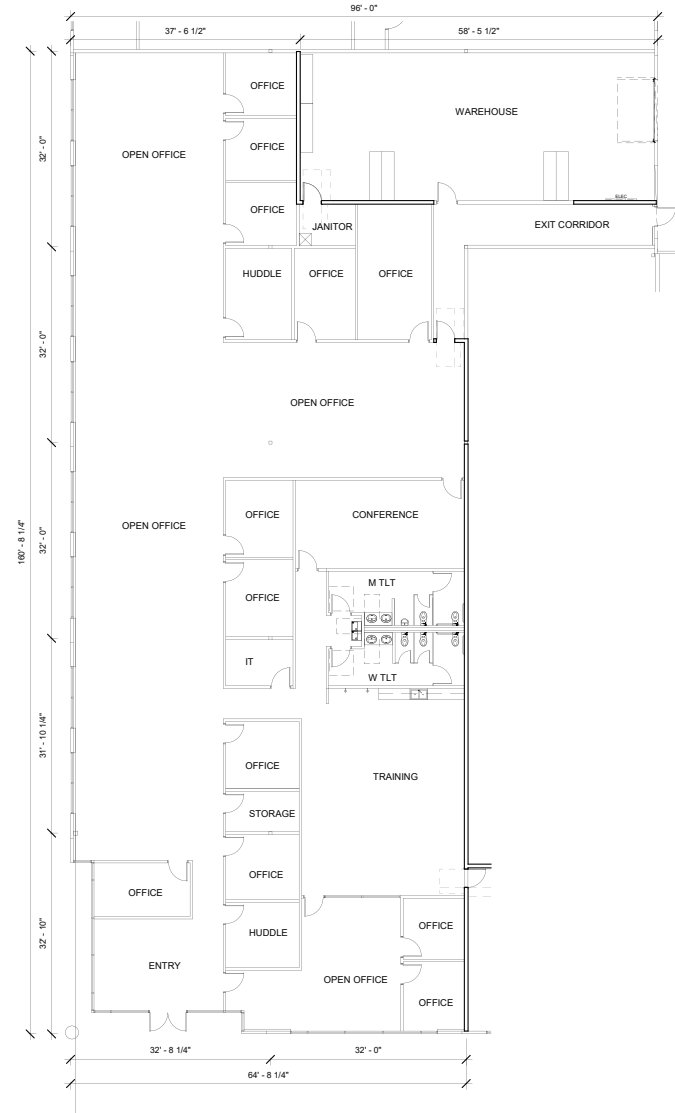 96' - 0"
37' - 6 1/2"
58' - 5 1/2"
OFFICE
WAREHOUSE
32' - 0"
OPEN OFFICE
OFFICE
ELEC
OFFICE
JANITOR
EXIT CORRIDOR
HUDDLE
OFFICE
OFFICE
32' - 0"
OPEN OFFICE
160' - 8 1/4"
32' - 0"
OPEN OFFICE
OFFICE
CONFERENCE
M TLT
OFFICE
IT
W TLT
31' - 10 1/4"
OFFICE
TRAINING
STORAGE
OFFICE
OFFICE
32' - 10"
OFFICE
HUDDLE
ENTRY
OPEN OFFICE
OFFICE
32' - 8 1/4"
32' - 0"
64' - 8 1/4"